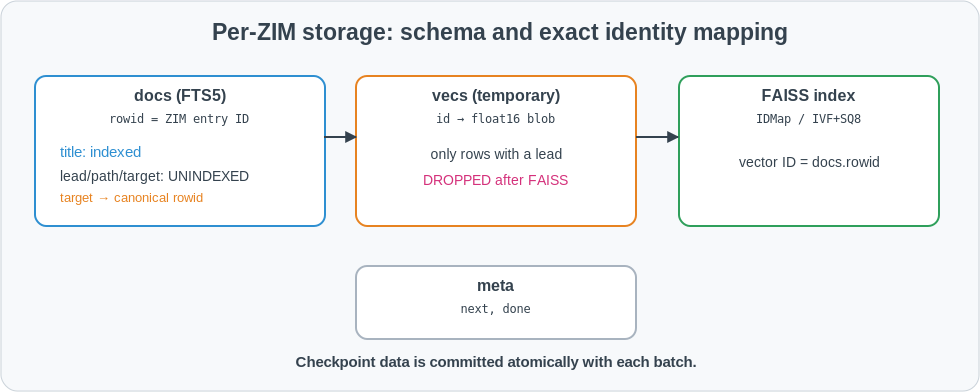 Per-ZIM storage: schema and exact identity mapping
docs (FTS5)
rowid = ZIM entry ID
title: indexed
lead/path/target: UNINDEXED
target → canonical rowid
vecs (temporary)
id → float16 blob
only rows with a lead
DROPPED after FAISS
FAISS index
IDMap / IVF+SQ8
vector ID = docs.rowid
meta
next, done
Checkpoint data is committed atomically with each batch.